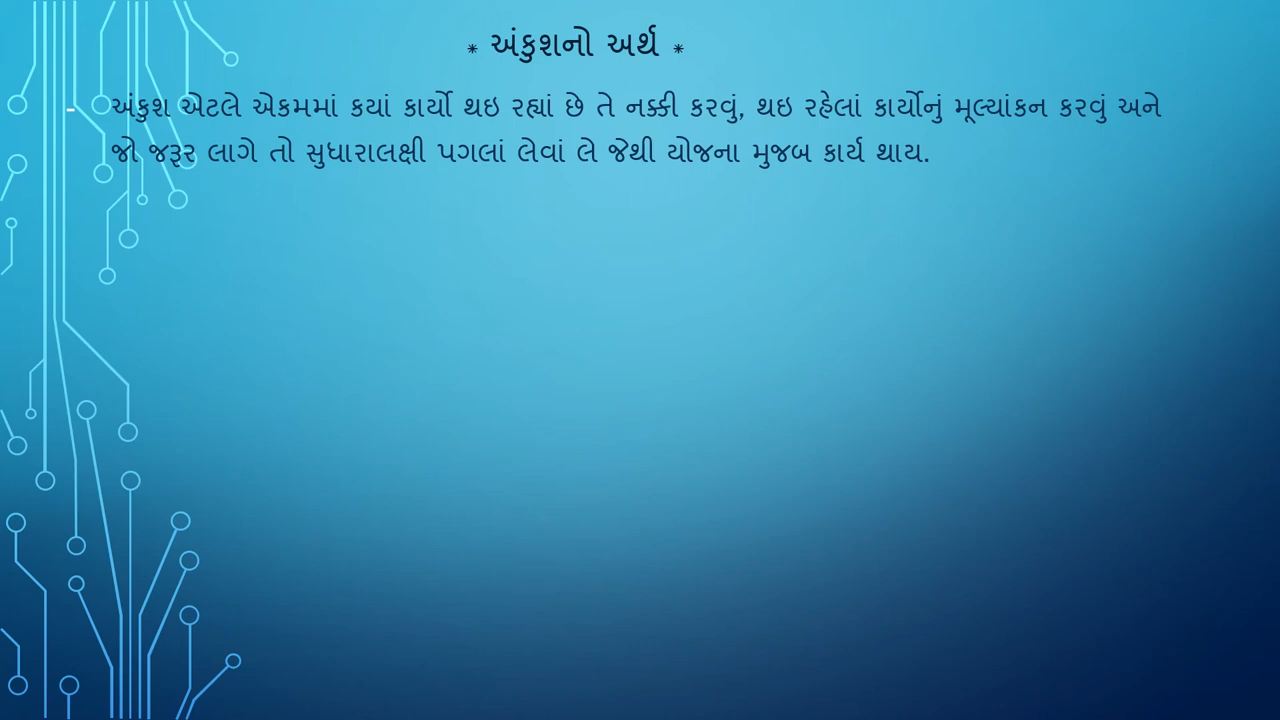 * અંકુશનો અર્થ *
- અંકુશ એટલે એકમમાં કયાં કાર્યો થઇ રહ્યાં છે તે નક્કી કરવું, થઇ રહેલાં કાર્યોનું મૂલ્યાંકન કરવું અને
જો જરૂર લાગે તો સુધારાલક્ષી પગલાં લેવાં લે જેથી યોજના મુજબ કાર્ય થાય.